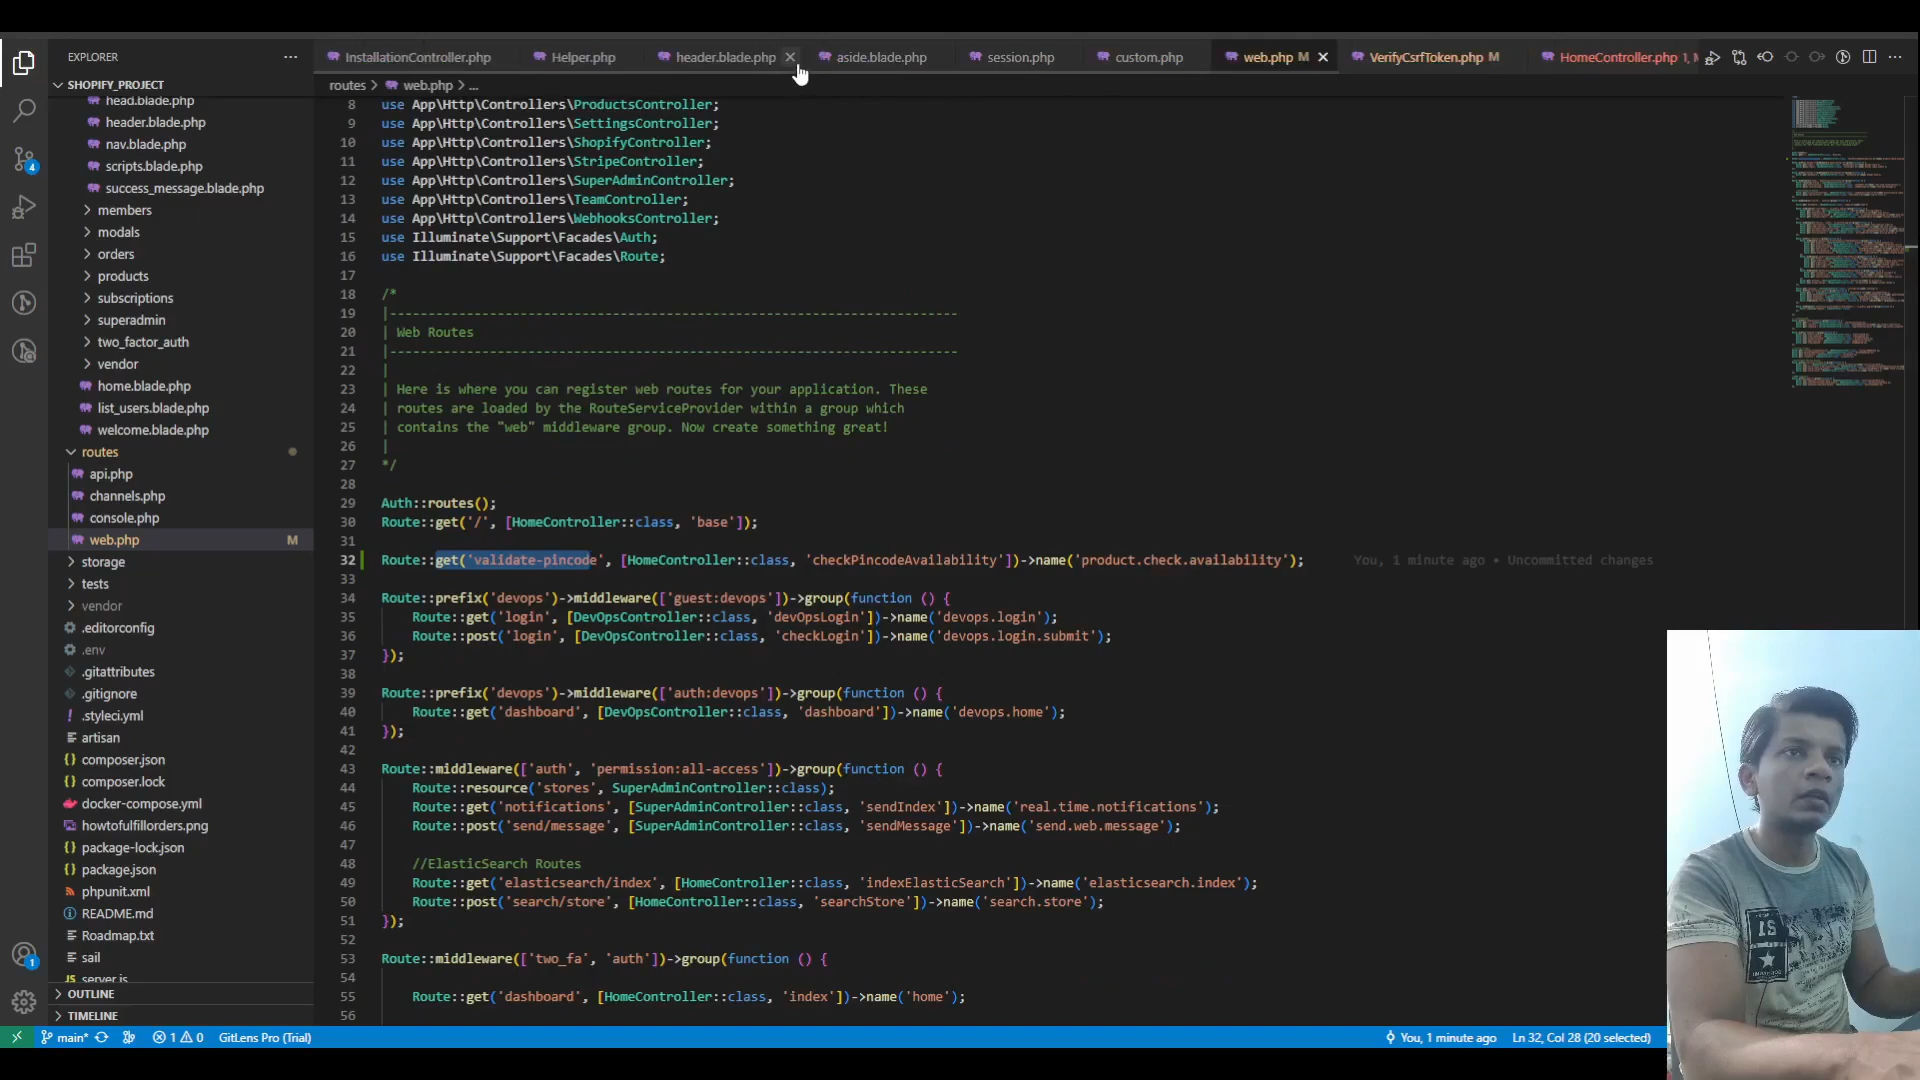 EXPLORER
InstallationController.php
Helper.php
header.blade.php
aside.blade.php
session.php
custom.php
web.php M
VerifyCsrfToken.php M
HomeController.php 1, M
SHOPIFY_PROJECT
head.blade.php
header.blade.php
nav.blade.php
scripts.blade.php
success_message.blade.php
members
modals
orders
products
subscriptions
superadmin
two_factor_auth
vendor
home.blade.php
list_users.blade.php
welcome.blade.php
routes
api.php
channels.php
console.php
web.php M
storage
tests
vendor
.editorconfig
.env
.gitattributes
.gitignore
.styleci.yml
artisan
composer.json
composer.lock
docker-compose.yml
howtofulfillorders.png
package-lock.json
package.json
phpunit.xml
README.md
Roadmap.txt
sail
server.js
OUTLINE
TIMELINE
4
1
routes > web.php > ...
8 use App\Http\Controllers\ProductsController;
9 use App\Http\Controllers\SettingsController;
10 use App\Http\Controllers\ShopifyController;
11 use App\Http\Controllers\StripeController;
12 use App\Http\Controllers\SuperAdminController;
13 use App\Http\Controllers\TeamController;
14 use App\Http\Controllers\WebhooksController;
15 use Illuminate\Support\Facades\Auth;
16 use Illuminate\Support\Facades\Route;
17
18 /*
19 |--------------------------------------------------------------------------
20 | Web Routes
21 |--------------------------------------------------------------------------
22 |
23 | Here is where you can register web routes for your application. These
24 | routes are loaded by the RouteServiceProvider within a group which
25 | contains the "web" middleware group. Now create something great!
26 |
27 */
28
29 Auth::routes();
30 Route::get('/', [HomeController::class, 'base']);
31
32 Route::get('validate-pincode', [HomeController::class, 'checkPincodeAvailability'])->name('product.check.availability'); You, 1 minute ago • Uncommitted changes
33
34 Route::prefix('devops')->middleware(['guest:devops'])->group(function () {
35 Route::get('login', [DevOpsController::class, 'devOpsLogin'])->name('devops.login');
36 Route::post('login', [DevOpsController::class, 'checkLogin'])->name('devops.login.submit');
37 });
38
39 Route::prefix('devops')->middleware(['auth:devops'])->group(function () {
40 Route::get('dashboard', [DevOpsController::class, 'dashboard'])->name('devops.home');
41 });
42
43 Route::middleware(['auth', 'permission:all-access'])->group(function () {
44 Route::resource('stores', SuperAdminController::class);
45 Route::get('notifications', [SuperAdminController::class, 'sendIndex'])->name('real.time.notifications');
46 Route::post('send/message', [SuperAdminController::class, 'sendMessage'])->name('send.web.message');
47
48 //ElasticSearch Routes
49 Route::get('elasticsearch/index', [HomeController::class, 'indexElasticSearch'])->name('elasticsearch.index');
50 Route::post('search/store', [HomeController::class, 'searchStore'])->name('search.store');
51 });
52
53 Route::middleware(['two_fa', 'auth'])->group(function () {
54
55 Route::get('dashboard', [HomeController::class, 'index'])->name('home');
56
main*
1 0
GitLens Pro (Trial)
You, 1 minute ago
Ln 32, Col 28 (20 selected)
IS